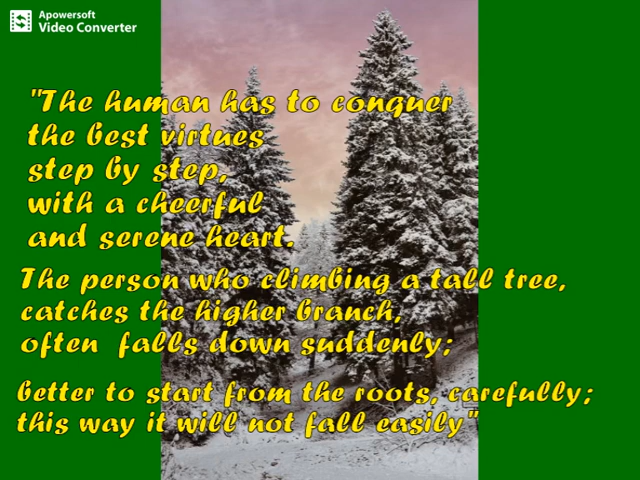 Apowersoft
Video Converter
"The human has to conquer
the best virtues
step by step,
with a cheerful
and serene heart.
The person who climbing a tall tree,
catches the higher branch,
often falls down suddenly;
better to start from the roots, carefully;
this way it will not fall easily"